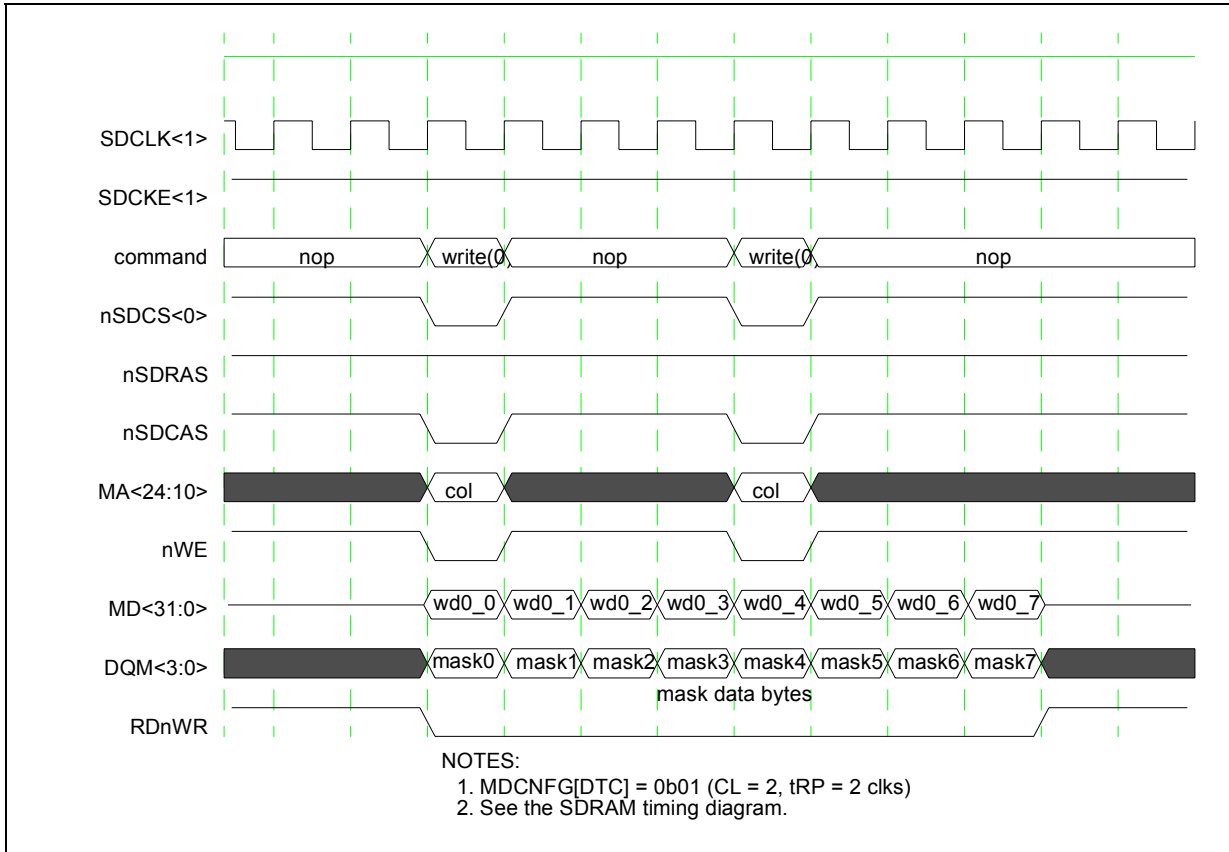 SDCLK<1>
SDCKE<1>
command nop write(0) nop write(0) nop
nSDCS<0>
nSDRAS
nSDCAS
MA<24:10> col col
nWE
MD<31:0> wd0_0 wd0_1 wd0_2 wd0_3 wd0_4 wd0_5 wd0_6 wd0_7
DQM<3:0> mask0 mask1 mask2 mask3 mask4 mask5 mask6 mask7
mask data bytes
RDnWR
NOTES:
1. MDCNFG[DTC] = 0b01 (CL = 2, tRP = 2 clks)
2. See the SDRAM timing diagram.